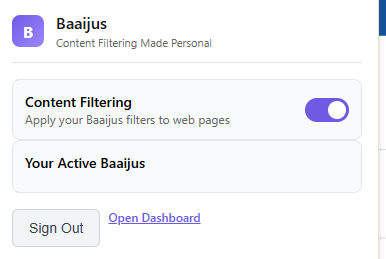 B
Baaijus
Content Filtering Made Personal
Content Filtering
Apply your Baaijus filters to web pages
Your Active Baaijus
Sign Out
Open Dashboard